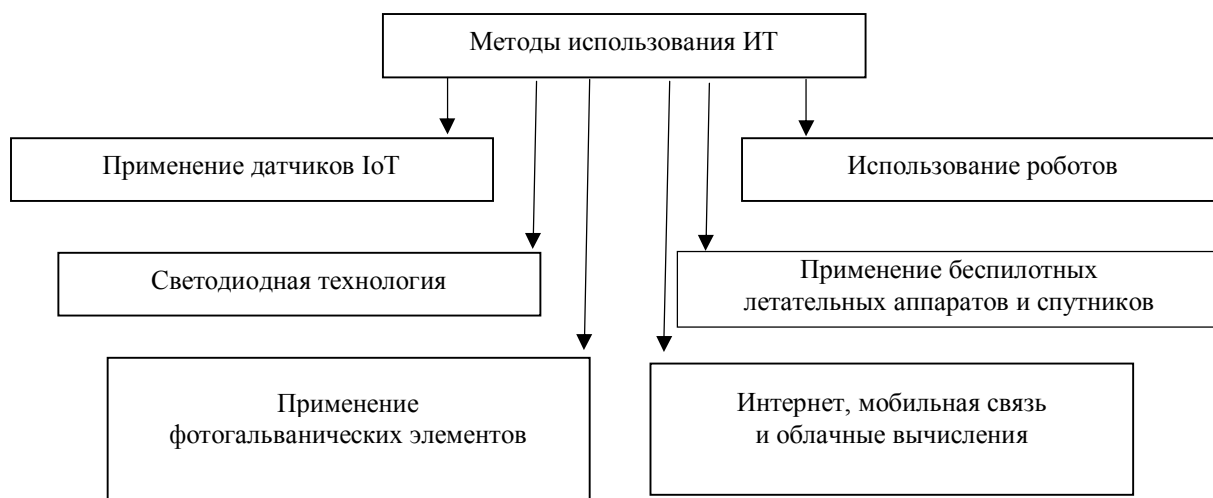 Методы использования ИТ
Применение датчиков IoT
Использование роботов
Светодиодная технология
Применение беспилотных
летательных аппаратов и спутников
Применение
фотогальванических элементов
Интернет, мобильная связь
и облачные вычисления